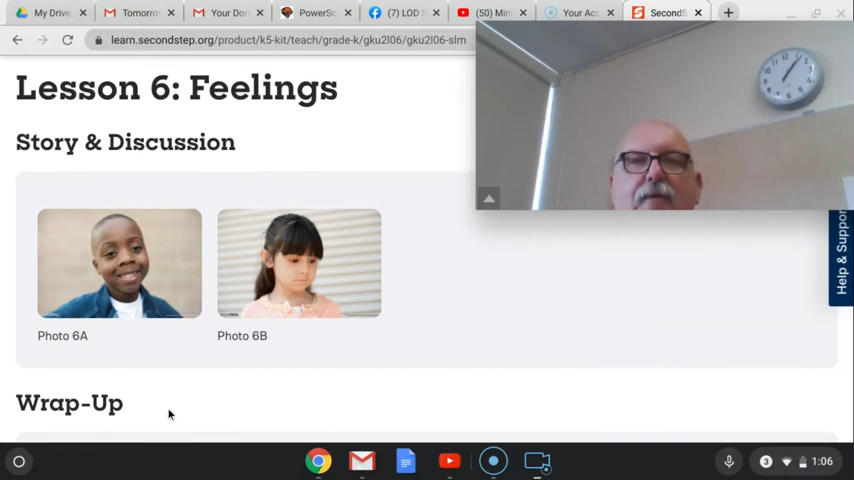 My Drive
Tomorrow
Your Don
PowerSc
(7) LOD S
(50) Min
Your Acc
SecondS
learn.secondstep.org/product/k5-kit/teach/grade-k/gku2l06/gku2l06-slm
Lesson 6: Feelings
Story & Discussion
Photo 6A
Photo 6B
Help & Suppor
Wrap-Up
3
1:06